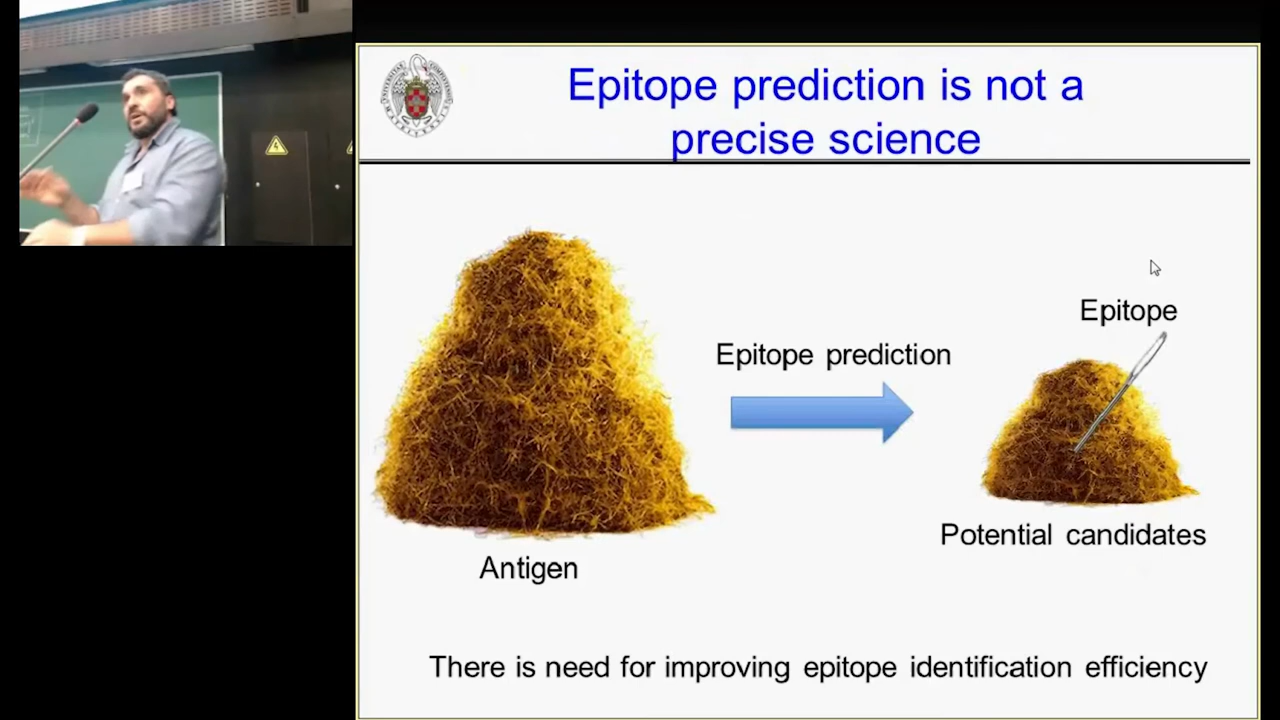 Epitope prediction is not a
precise science
Epitope
Epitope prediction
Potential candidates
Antigen
There is need for improving epitope identification efficiency